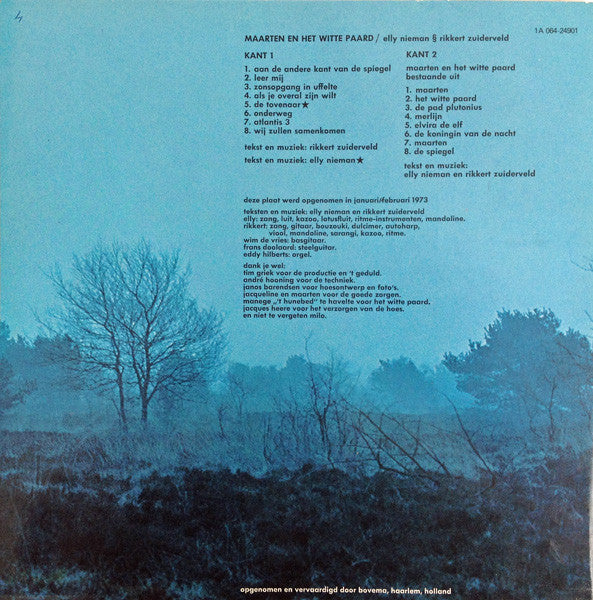 MAARTEN EN HET WITTE PAARD / elly nieman § rikkert zuiderveld
1A 064-24901
KANT 1
1. aan de andere kant van de spiegel
2. leer mij
3. zonsopgang in uffelte
4. als je overal zijn wilt
5. de tovenaar★
6. onderweg
7. atlantis 3
8. wij zullen samenkomen
tekst en muziek: rikkert zuiderveld
tekst en muziek: elly nieman★
KANT 2
maarten en het witte paard
bestaande uit
1. maarten
2. het witte paard
3. de pad plutonius
4. merlijn
5. elvira de elf
6. de koningin van de nacht
7. maarten
8. de spiegel
tekst en muziek:
elly nieman en rikkert zuiderveld
deze plaat werd opgenomen in januari/februari 1973
teksten en muziek: elly nieman en rikkert zuiderveld
elly: zang, luit, kazoo, lotusfluit, ritme-instrumenten, mandoline.
rikkert: zang, gitaar, bouzouki, dulcimer, autoharp,
viool, mandoline, sarangi, kazoo, ritme.
wim de vries: basgitaar.
frans doolaard: steelguitar.
eddy hilberts: orgel.
dank je wel:
tim griek voor de productie en 't geduld.
andré hooning voor de techniek.
janos barendsen voor hoesontwerp en foto's.
jacqueline en maarten voor de goede zorgen.
manege „'t hunebed" te havelte voor het witte paard.
jacques heere voor het verzorgen van de hoes.
en niet te vergeten milo.
opgenomen en vervaardigd door bovema, haarlem, holland